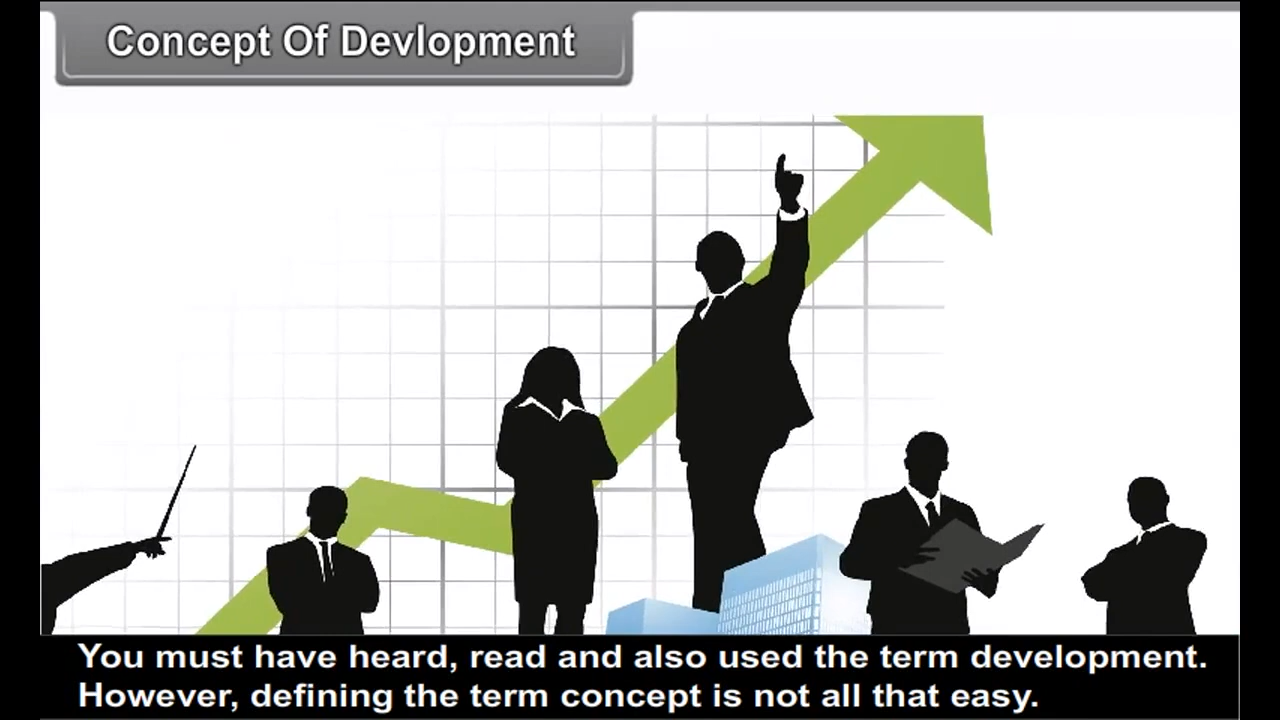 Concept Of Devlopment
You must have heard, read and also used the term development.
However, defining the term concept is not all that easy.